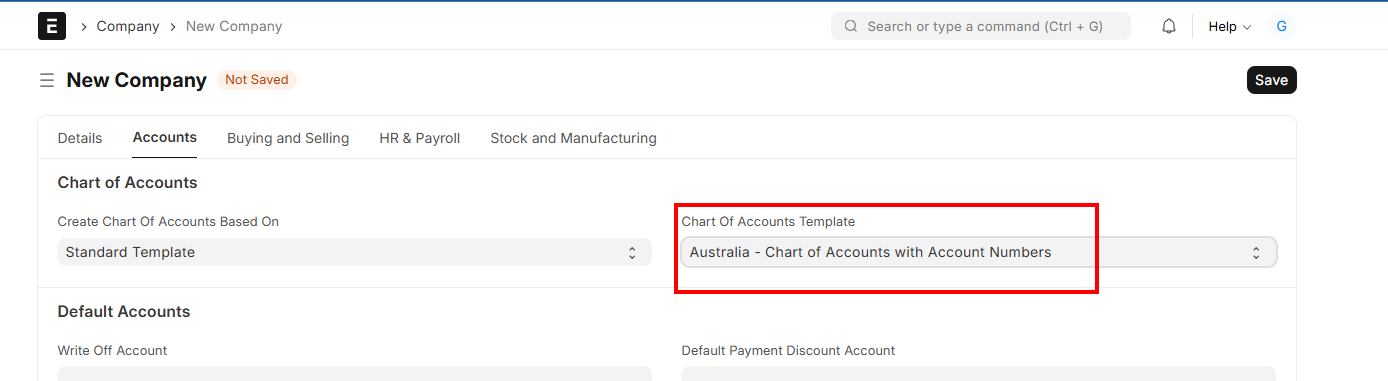 E > Company > New Company Search or type a command (Ctrl + G) Help G
New Company Not Saved Save
Details Accounts Buying and Selling HR & Payroll Stock and Manufacturing
Chart of Accounts
Create Chart Of Accounts Based On Chart Of Accounts Template
Standard Template Australia - Chart of Accounts with Account Numbers
Default Accounts
Write Off Account Default Payment Discount Account